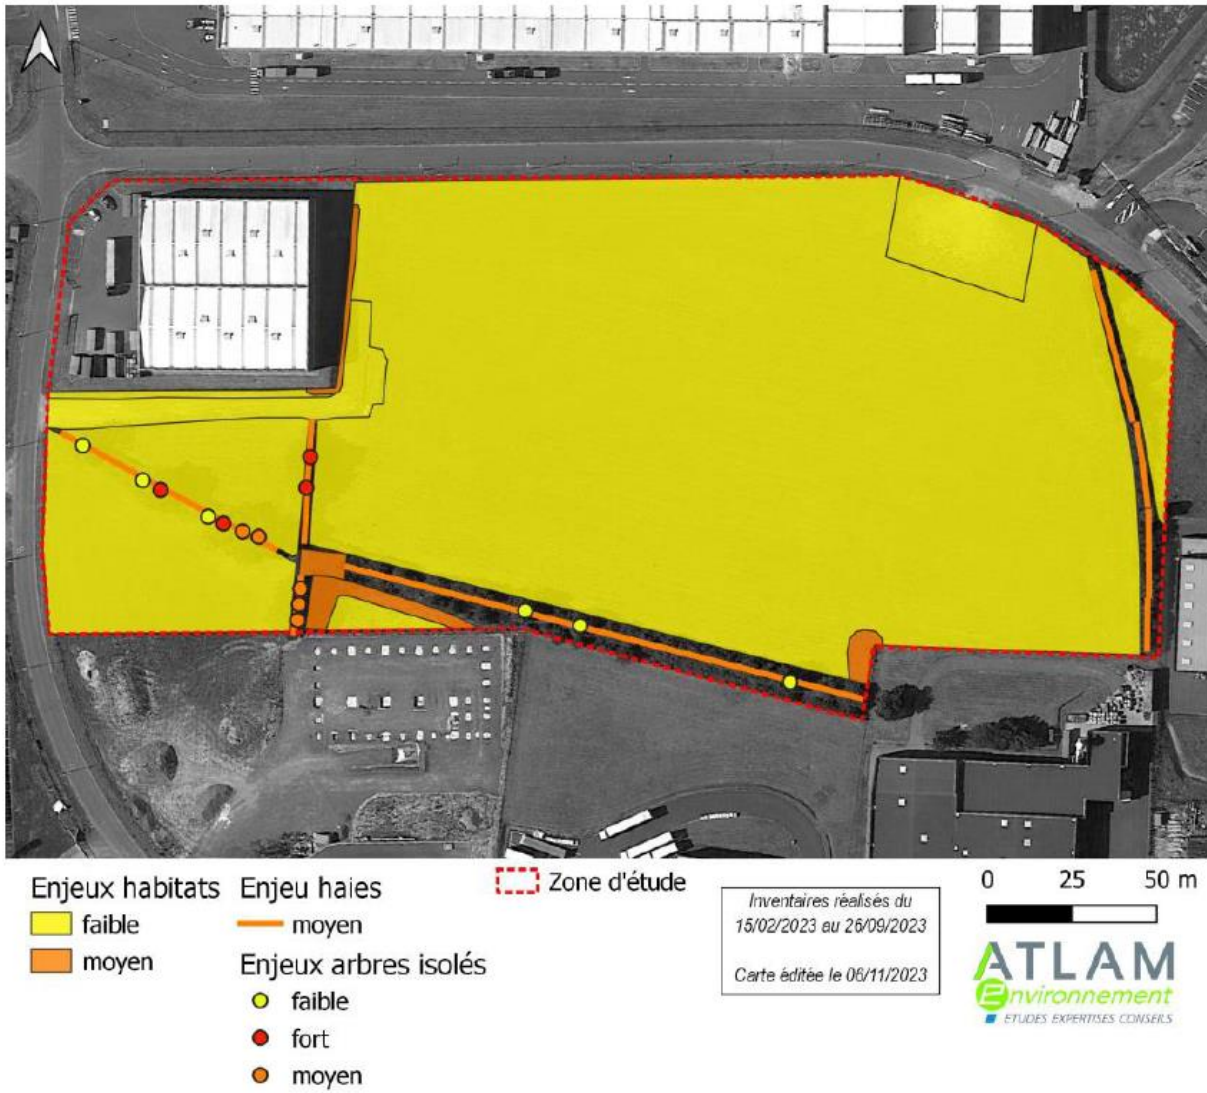 Enjeux habitats
faible
moyen
Enjeu haies
moyen
Enjeux arbres isolés
faible
fort
moyen
Zone d'étude
Inventaires réalisés du
15/02/2023 au 26/09/2023
Carte éditée le 06/11/2023
0 25 50 m
ATLAM
Environnement
ETUDES EXPERTISES CONSEILS